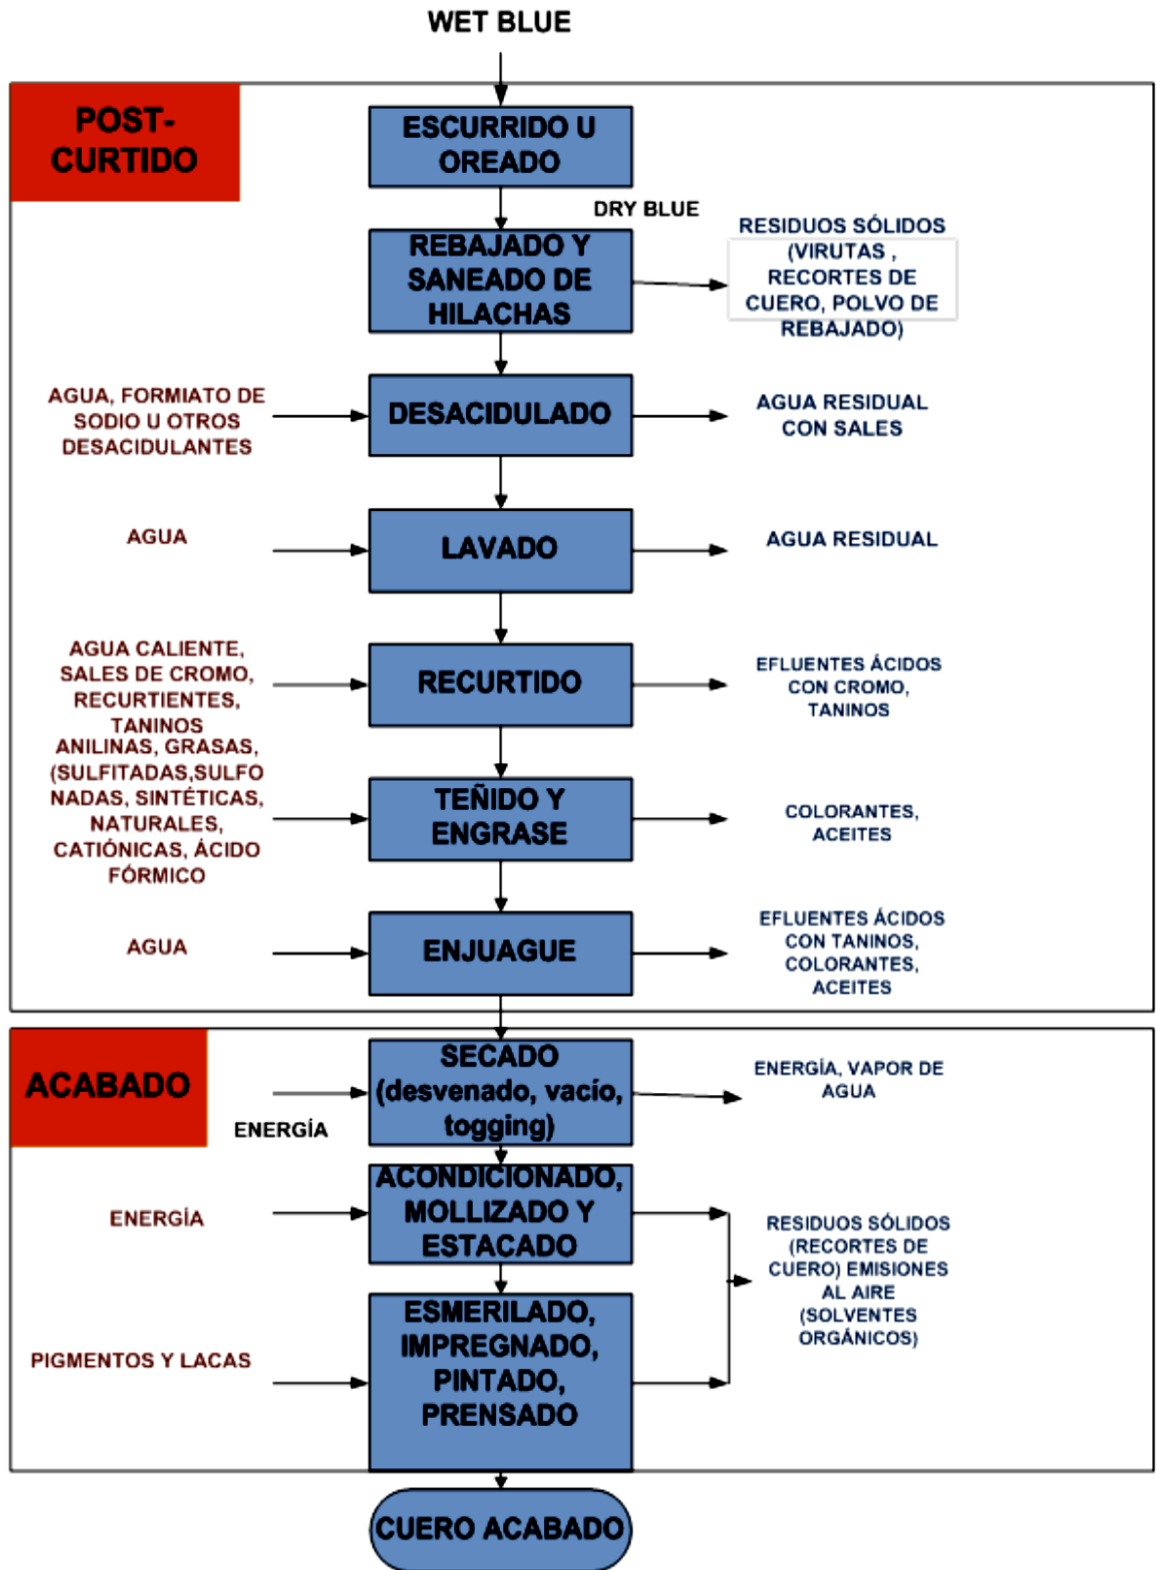 WET BLUE
POST-
CURTIDO
ESCURRIDO U
OREADO
DRY BLUE
REBAJADO Y
SANEADO DE
HILACHAS
RESIDUOS SÓLIDOS
(VIRUTAS ,
RECORTES DE
CUERO, POLVO DE
REBAJADO)
AGUA, FORMIATO DE
SODIO U OTROS
DESACIDULANTES
DESACIDULADO
AGUA RESIDUAL
CON SALES
AGUA
LAVADO
AGUA RESIDUAL
AGUA CALIENTE,
SALES DE CROMO,
RECURTIENTES,
TANINOS
RECURTIDO
EFLUENTES ÁCIDOS
CON CROMO,
TANINOS
ANILINAS, GRASAS,
(SULFITADAS,SULFO
NADAS, SINTÉTICAS,
NATURALES,
CATIÓNICAS, ÁCIDO
FÓRMICO
TEÑIDO Y
ENGRASE
COLORANTES,
ACEITES
AGUA
ENJUAGUE
EFLUENTES ÁCIDOS
CON TANINOS,
COLORANTES,
ACEITES
ACABADO
ENERGÍA
SECADO
(desvenado, vacío,
togging)
ENERGÍA, VAPOR DE
AGUA
ENERGÍA
ACONDICIONADO,
MOLLIZADO Y
ESTACADO
RESIDUOS SÓLIDOS
(RECORTES DE
CUERO) EMISIONES
AL AIRE
(SOLVENTES
ORGÁNICOS)
PIGMENTOS Y LACAS
ESMERILADO,
IMPREGNADO,
PINTADO,
PRENSADO
CUERO ACABADO